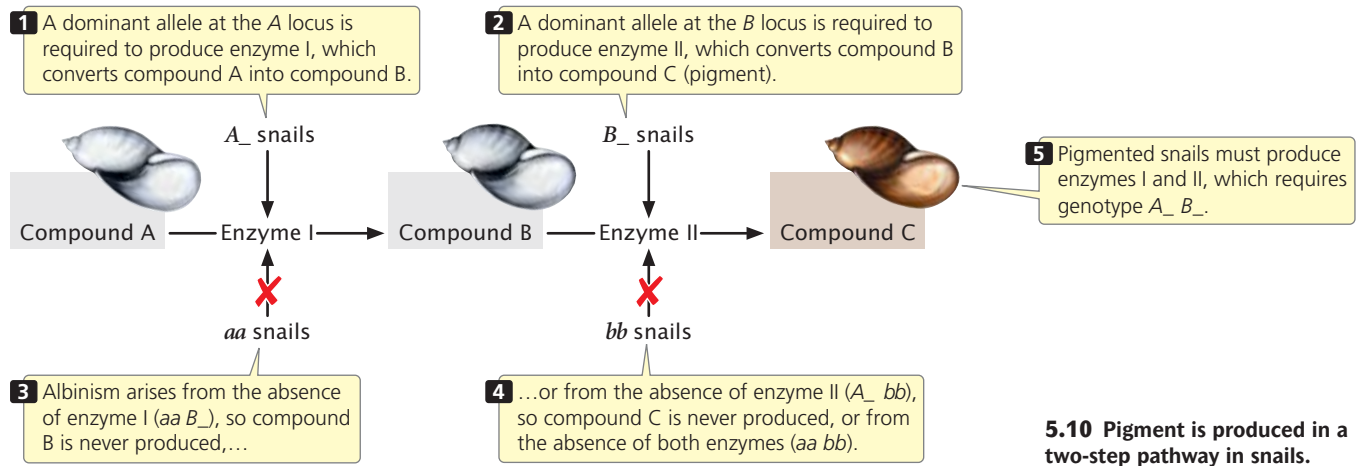 1 A dominant allele at the A locus is
required to produce enzyme I, which
converts compound A into compound B.
2 A dominant allele at the B locus is required to
produce enzyme II, which converts compound B
into compound C (pigment).
A_ snails
B_ snails
5 Pigmented snails must produce
enzymes I and II, which requires
genotype A_ B_.
Compound A
Enzyme I
Compound B
Enzyme II
Compound C
aa snails
bb snails
3 Albinism arises from the absence
of enzyme I (aa B_), so compound
B is never produced,…
4 …or from the absence of enzyme II (A_ bb),
so compound C is never produced, or from
the absence of both enzymes (aa bb).
5.10 Pigment is produced in a
two-step pathway in snails.